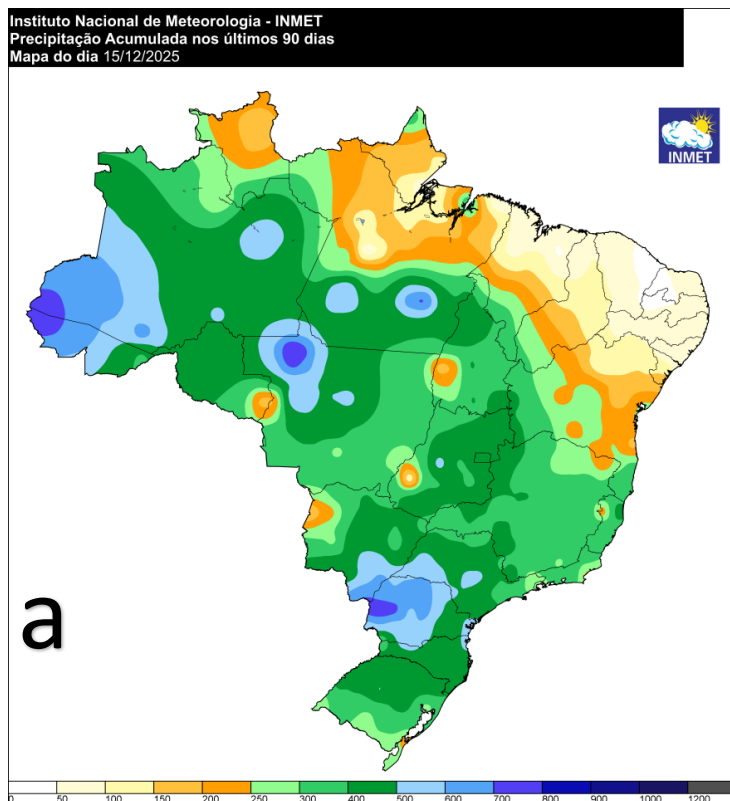 Instituto Nacional de Meteorologia - INMET
Precipitação Acumulada nos últimos 90 dias
Mapa do dia 15/12/2025
INMET
a
0 50 100 150 200 250 300 400 500 600 700 800 900 1000 1200